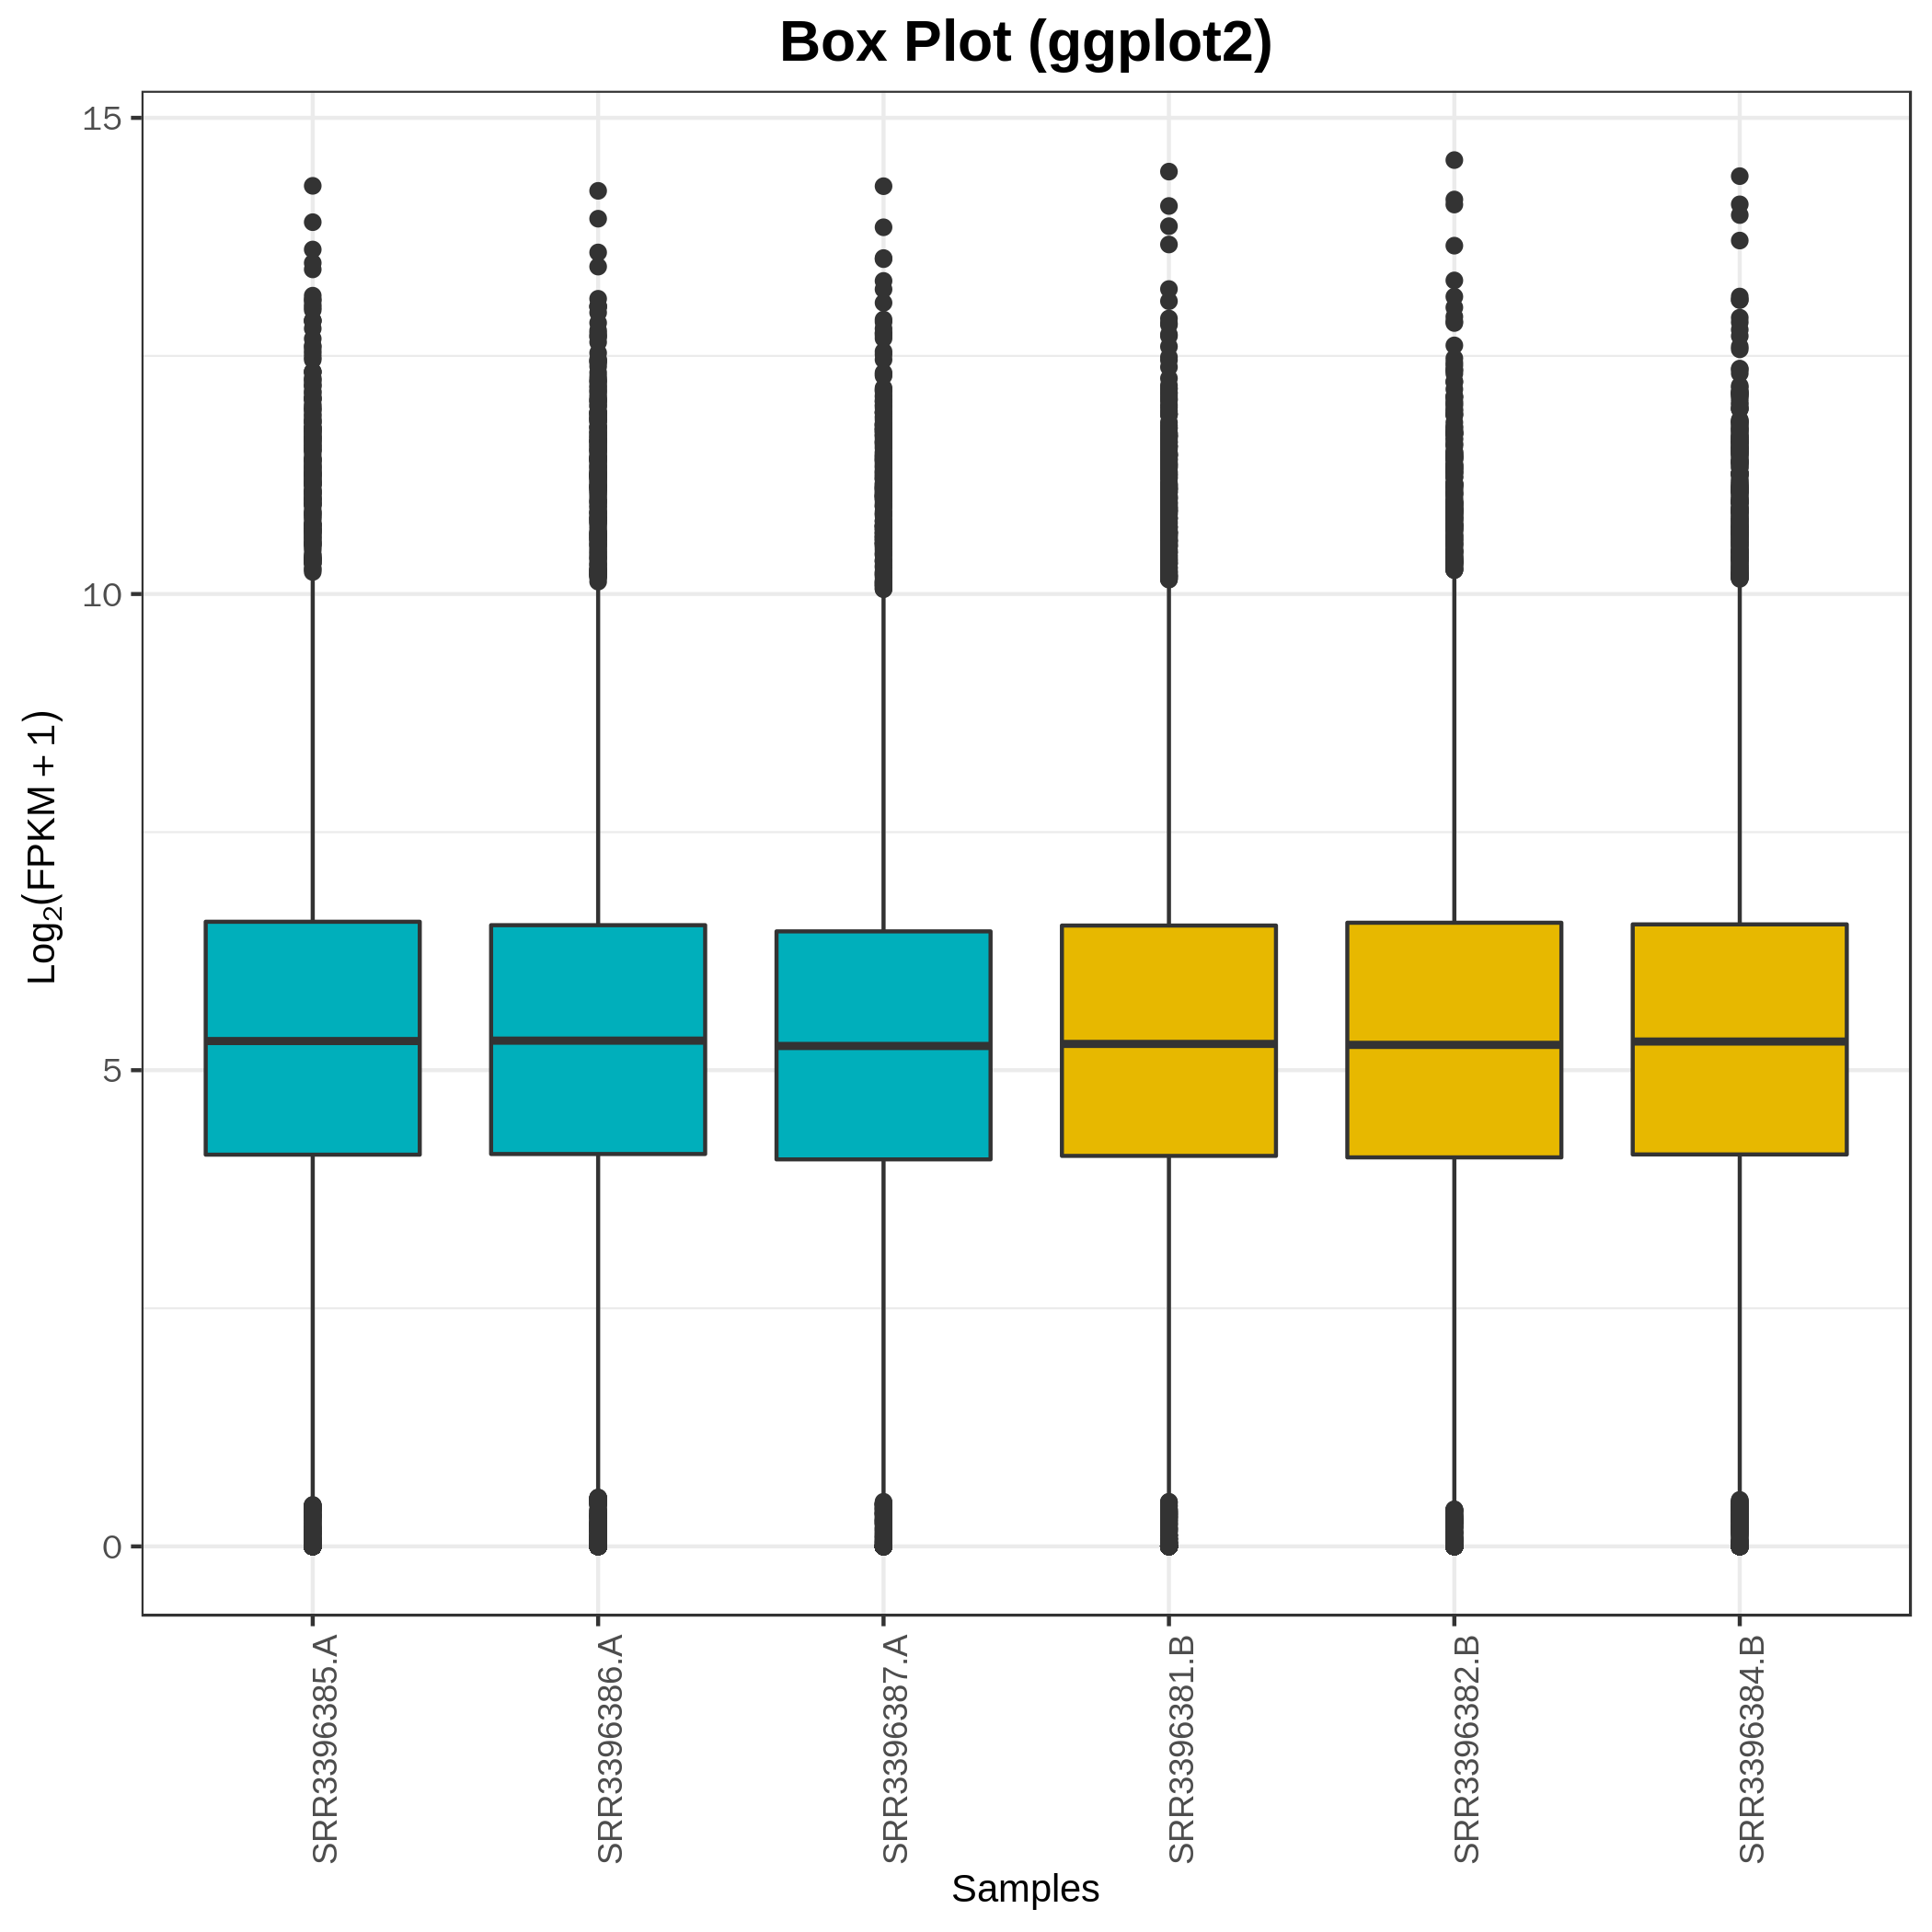 Box Plot (ggplot2)
Log₂(FPKM + 1)
15
10
5
0
SRR3396385.A
SRR3396386.A
SRR3396387.A
SRR3396381.B
SRR3396382.B
SRR3396384.B
Samples